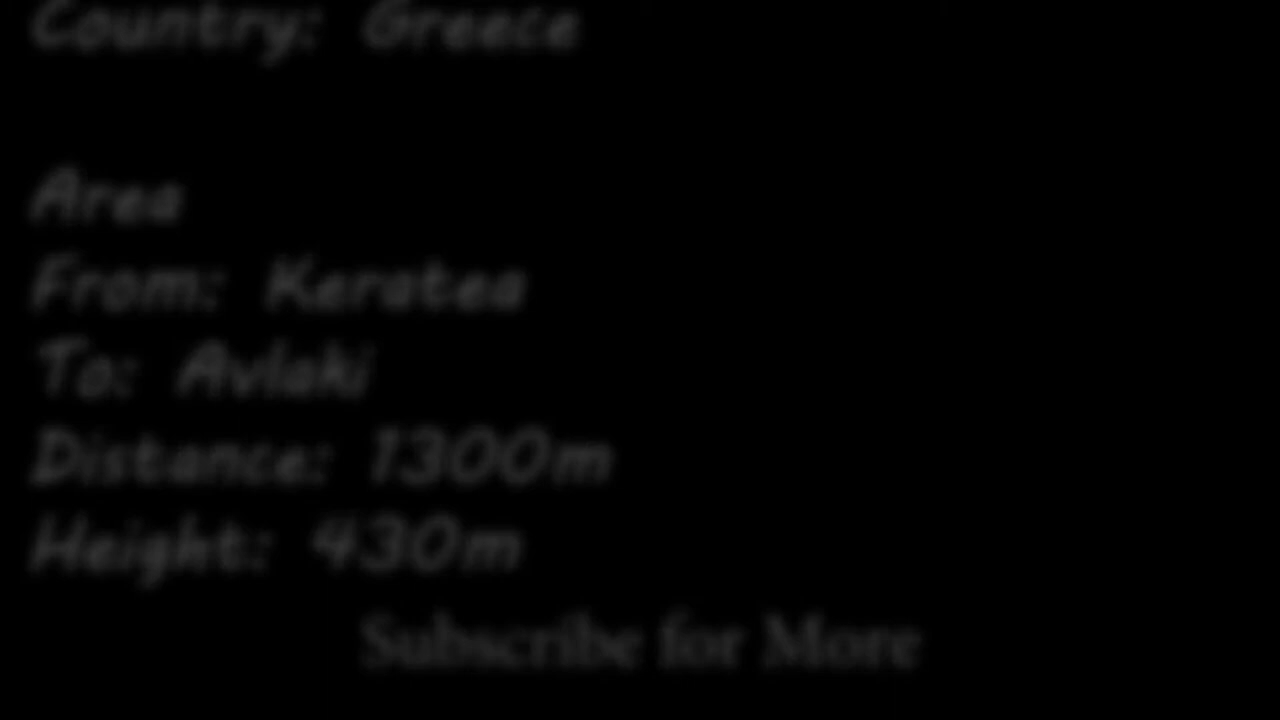 Country: Greece
Area
From: Keratea
To: Avlaki
Distance: 1300m
Height: 430m
Subscribe for More